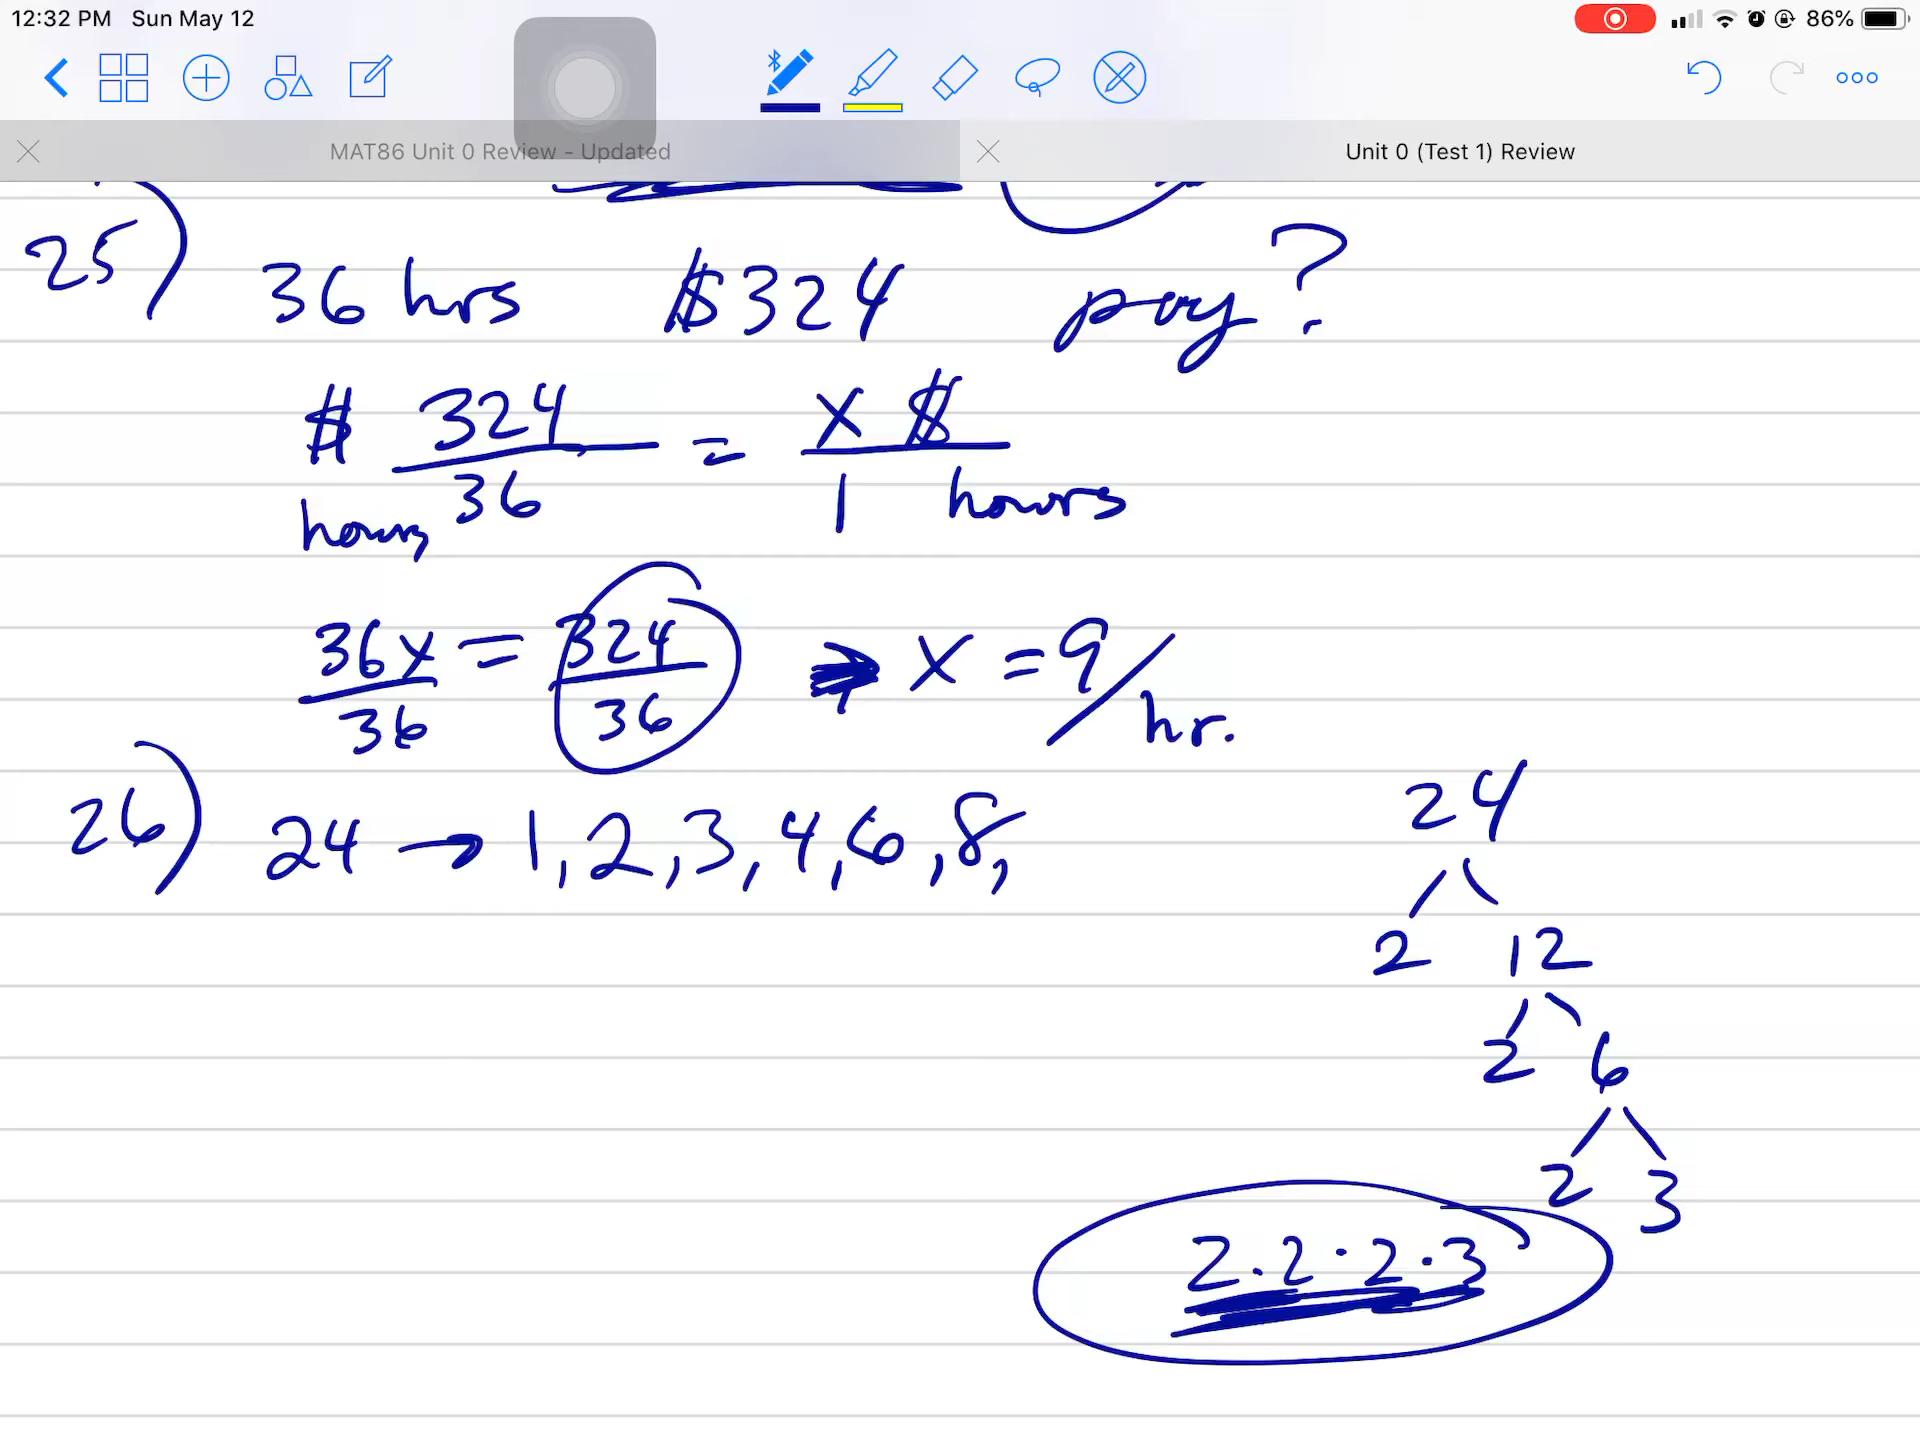 12:32 PM Sun May 12 86%
MAT86 Unit 0 Review - Updated
Unit 0 (Test 1) Review
25) 36 hrs $324 pay?
$ 324 = x $
hours 36 1 hours
36x = 324 → x = 9/hr.
36 36
26) 24 → 1, 2, 3, 4, 6, 8,
24
2 12
2 6
2 3
2·2·2·3